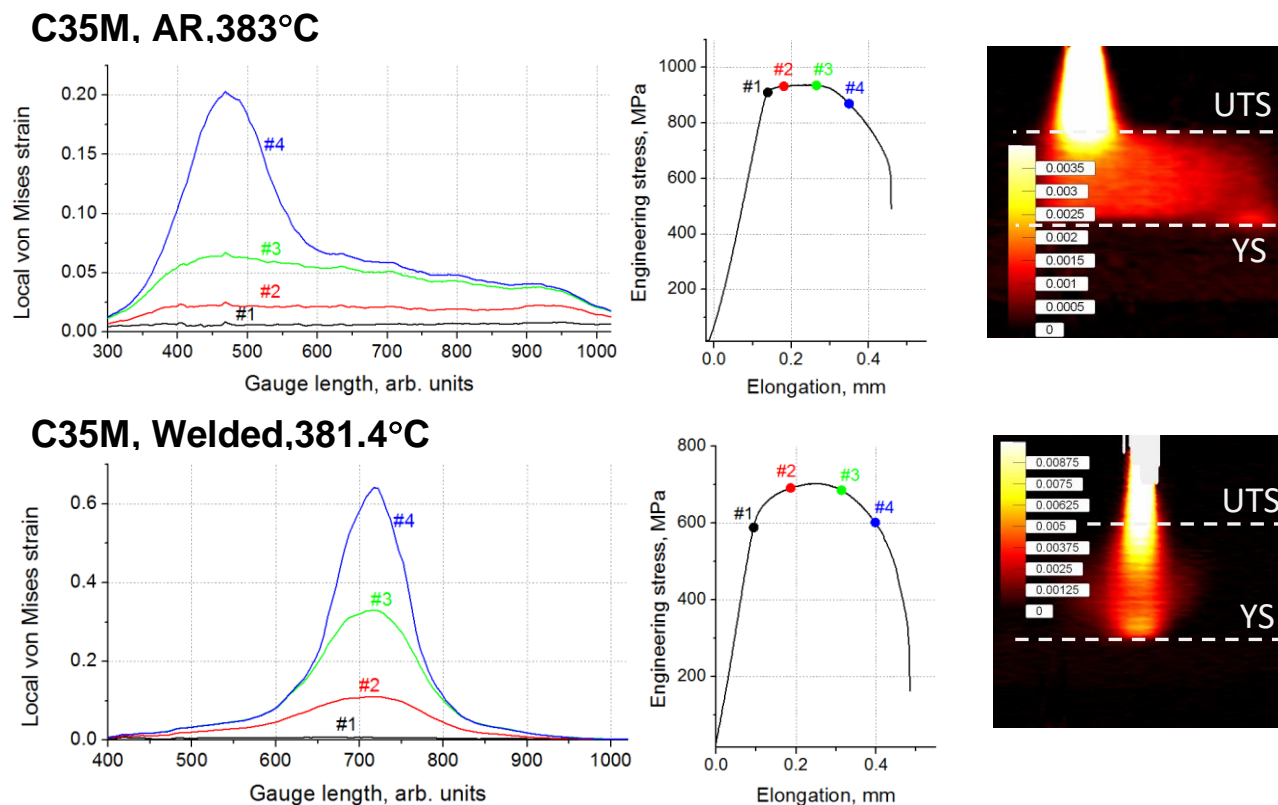 C35M, AR,383°C
Local von Mises strain
0.20
0.15
0.10
0.05
0.00
#4
#3
#2
#1
300 400 500 600 700 800 900 1000
Gauge length, arb. units
Engineering stress, MPa
1000
800
600
400
200
#1
#2
#3
#4
0.0 0.2 0.4
Elongation, mm
UTS
0.0035
0.003
0.0025
0.002
0.0015
0.001
0.0005
0
YS
C35M, Welded,381.4°C
Local von Mises strain
0.6
0.4
0.2
0.0
#4
#3
#2
#1
400 500 600 700 800 900 1000
Gauge length, arb. units
Engineering stress, MPa
800
600
400
200
#1
#2
#3
#4
0.0 0.2 0.4
Elongation, mm
0.00875
0.0075
0.00625
0.005
0.00375
0.0025
0.00125
0
UTS
YS